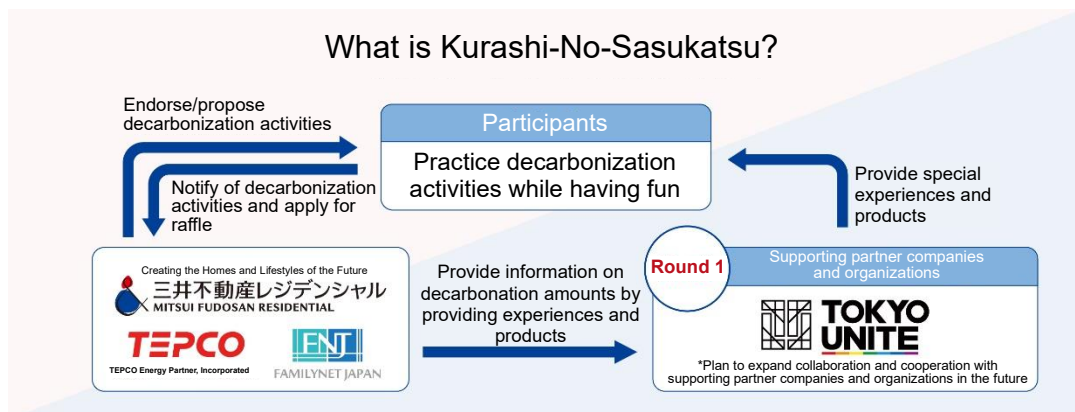 What is Kurashi-No-Sasukatsu?
Endorse/propose
decarbonization activities
Participants
Practice decarbonization
activities while having fun
Notify of decarbonization
activities and apply for
raffle
Provide special
experiences and
products
Creating the Homes and Lifestyles of the Future
三井不動産レジデンシャル
MITSUI FUDOSAN RESIDENTIAL
TEPCO
TEPCO Energy Partner, Incorporated
FNJ
FAMILYNET JAPAN
Provide information on
decarbonation amounts by
providing experiences and
products
Round 1
Supporting partner companies
and organizations
TOKYO
UNITE
*Plan to expand collaboration and cooperation with
supporting partner companies and organizations in the future